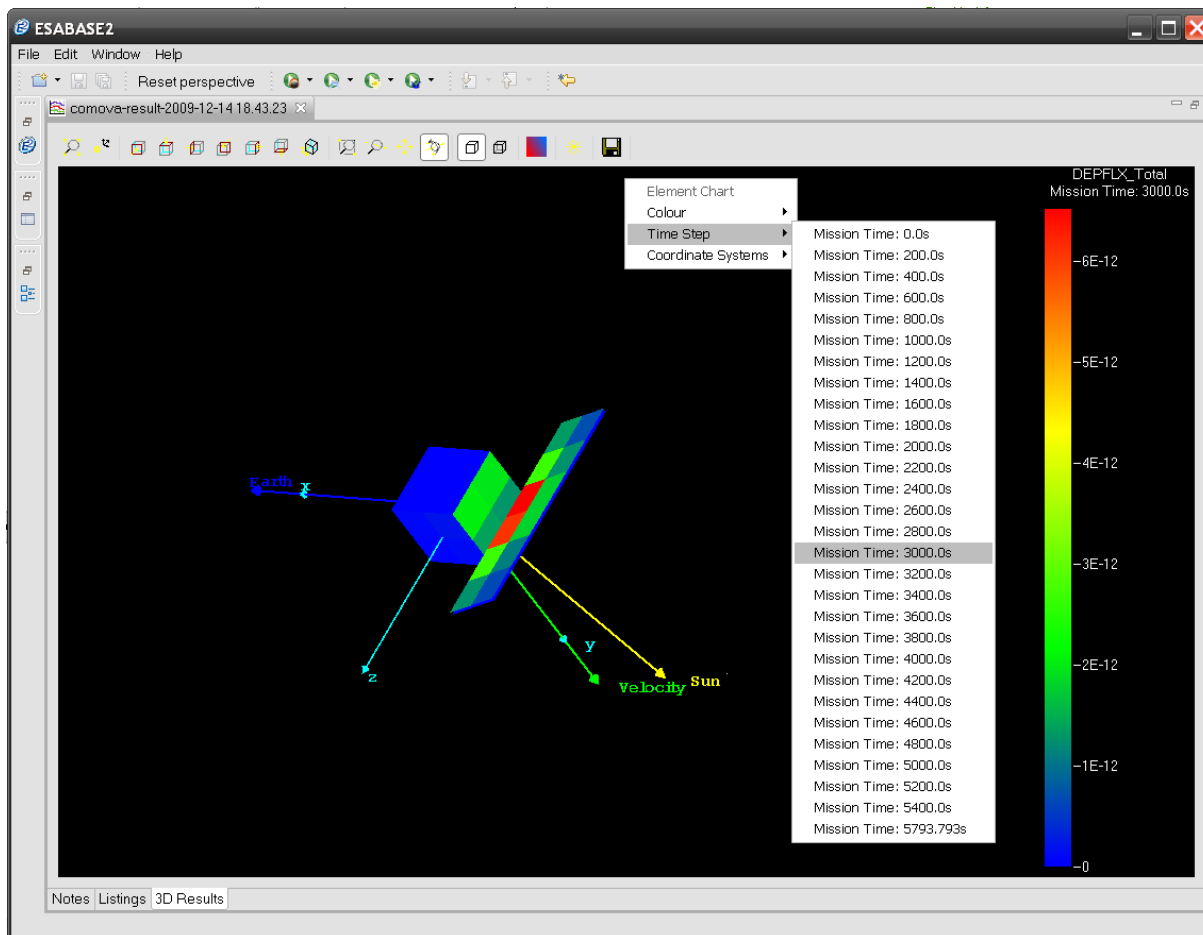 ESABASE2
File Edit Window Help
Reset perspective
comova-result-2009-12-14 18.43.23
DEPFLX_Total
Mission Time: 3000.0s
Element Chart
Colour
Time Step
Coordinate Systems
Mission Time: 0.0s
Mission Time: 200.0s
Mission Time: 400.0s
Mission Time: 600.0s
Mission Time: 800.0s
Mission Time: 1000.0s
Mission Time: 1200.0s
Mission Time: 1400.0s
Mission Time: 1600.0s
Mission Time: 1800.0s
Mission Time: 2000.0s
Mission Time: 2200.0s
Mission Time: 2400.0s
Mission Time: 2600.0s
Mission Time: 2800.0s
Mission Time: 3000.0s
Mission Time: 3200.0s
Mission Time: 3400.0s
Mission Time: 3600.0s
Mission Time: 3800.0s
Mission Time: 4000.0s
Mission Time: 4200.0s
Mission Time: 4400.0s
Mission Time: 4600.0s
Mission Time: 4800.0s
Mission Time: 5000.0s
Mission Time: 5200.0s
Mission Time: 5400.0s
Mission Time: 5793.793s
6E-12
5E-12
4E-12
3E-12
2E-12
1E-12
0
Earth
x
y
z
Sun
Velocity
Notes Listings 3D Results